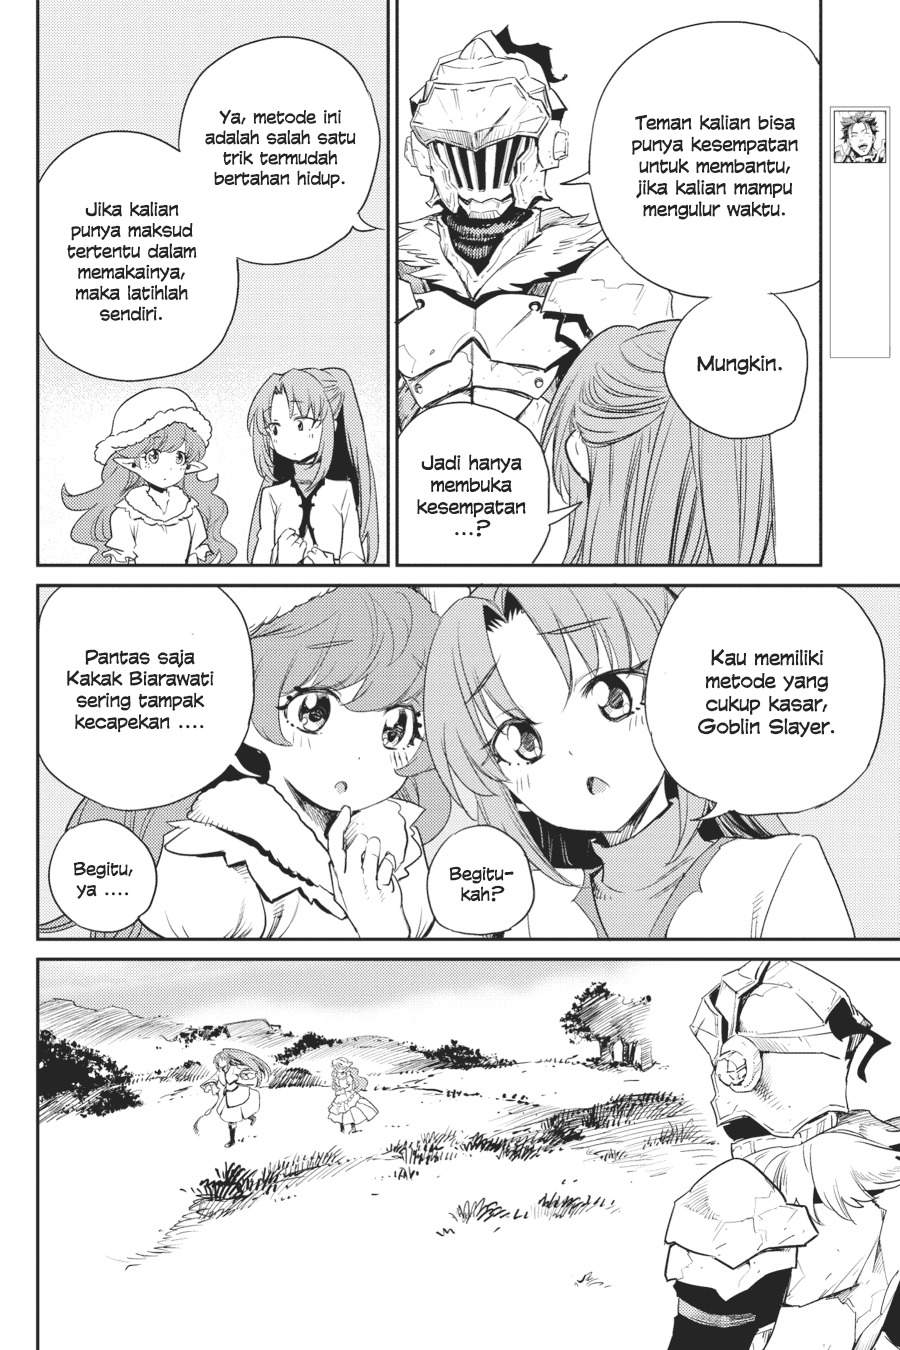 Teman kalian bisa
punya kesempatan
untuk membantu,
jika kalian mampu
mengulur waktu.
Mungkin.
Jadi hanya
membuka
kesempatan
...?
Ya, metode ini
adalah salah satu
trik termudah
bertahan hidup.
Jika kalian
punya maksud
tertentu dalam
memakainya,
maka latihlah
sendiri.
Kau memiliki
metode yang
cukup kasar,
Goblin Slayer.
Begitu-
kah?
Pantas saja
Kakak Biarawati
sering tampak
kecapekan ....
Begitu,
ya ....